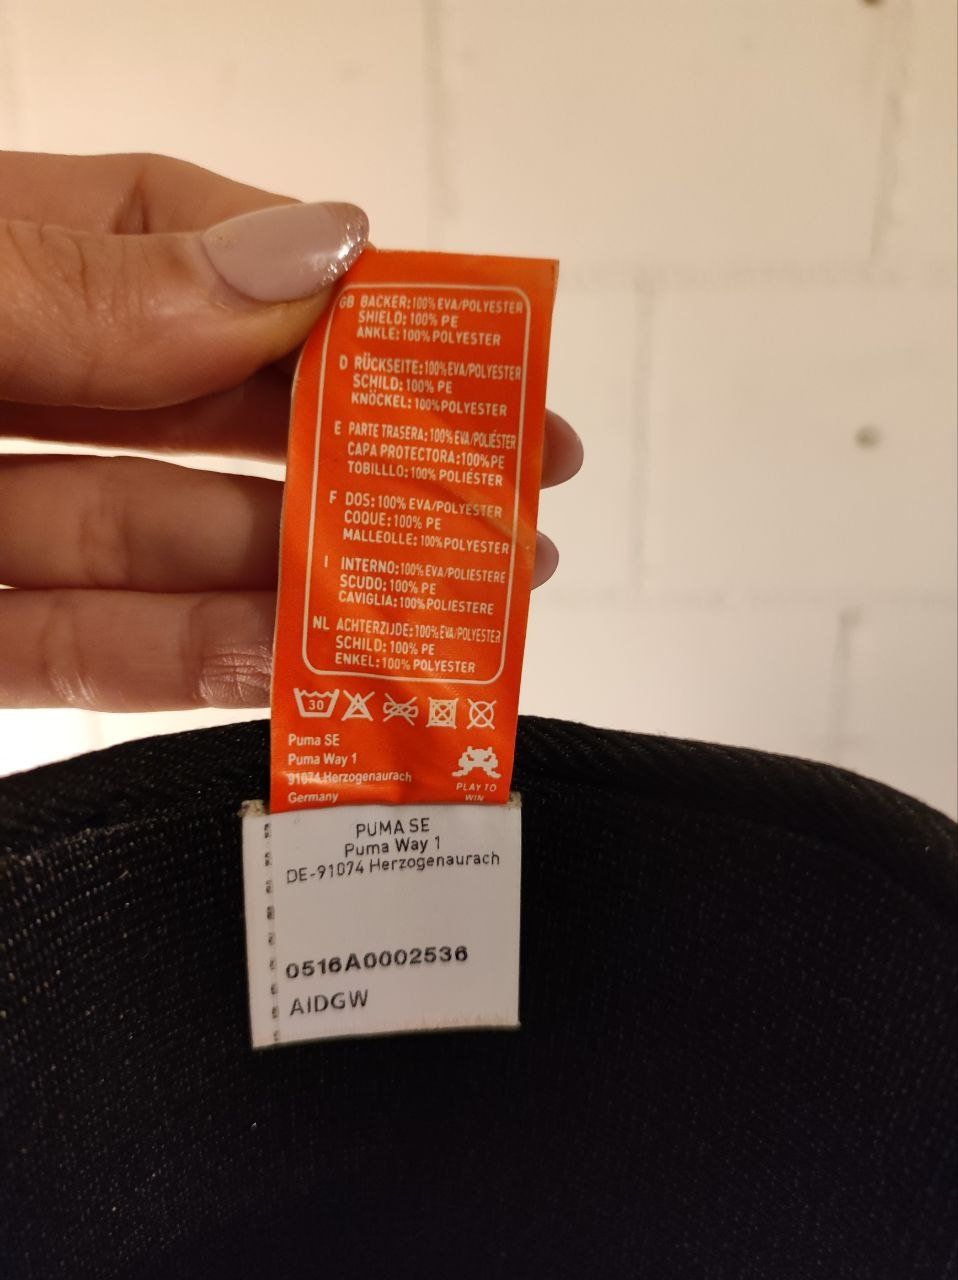 GB BACKER:100% EVA/POLYESTER
SHIELD: 100% PE
ANKLE: 100% POLYESTER
D RÜCKSEITE:100% EVA/POLYESTER
SCHILD: 100% PE
KNÖCKEL: 100% POLYESTER
E PARTE TRASERA: 100% EVA/POLIÉSTER
CAPA PROTECTORA: 100% PE
TOBILLLO: 100% POLIÉSTER
F DOS: 100% EVA/POLYESTER
COQUE: 100% PE
MALLEOLLE: 100% POLYESTER
I INTERNO: 100% EVA/POLIESTERE
SCUDO: 100% PE
CAVIGLIA: 100% POLIESTERE
NL ACHTERZIJDE: 100% EVA/POLYESTER
SCHILD: 100% PE
ENKEL: 100% POLYESTER
30
Puma SE
Puma Way 1
91074 Herzogenaurach
Germany
PLAY TO
WIN
PUMA SE
Puma Way 1
DE-91074 Herzogenaurach
0516A0002536
AIDGW